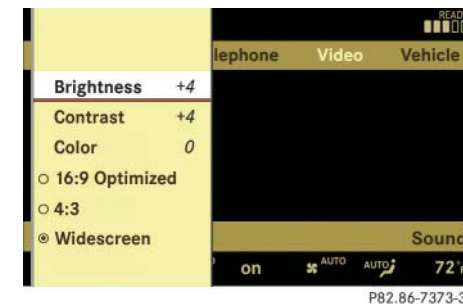 READ
lephone Video Vehicle
Brightness +4
Contrast +4
Color 0
16:9 Optimized
4:3
Widescreen
Sound
on AUTO AUTO 72°
P82.86-7373-3